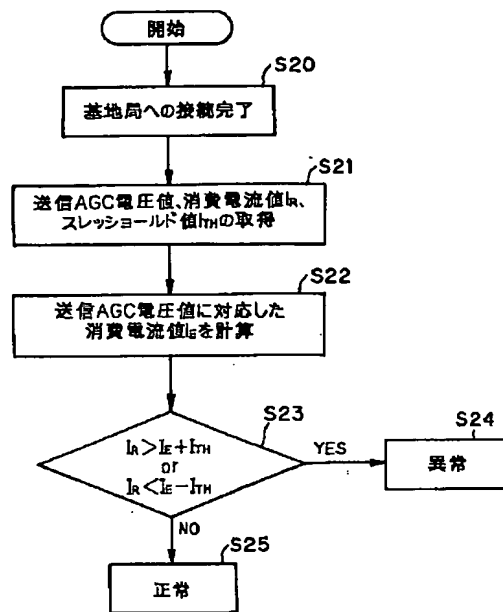 開始
S20
基地局への接続完了
S21
送信AGC電圧値、消費電流値IR、
スレッショールド値ITHの取得
S22
送信AGC電圧値に対応した
消費電流値IEを計算
S23
IR>IE+ITH
or
IR<IE−ITH
YES
S24
異常
NO
S25
正常